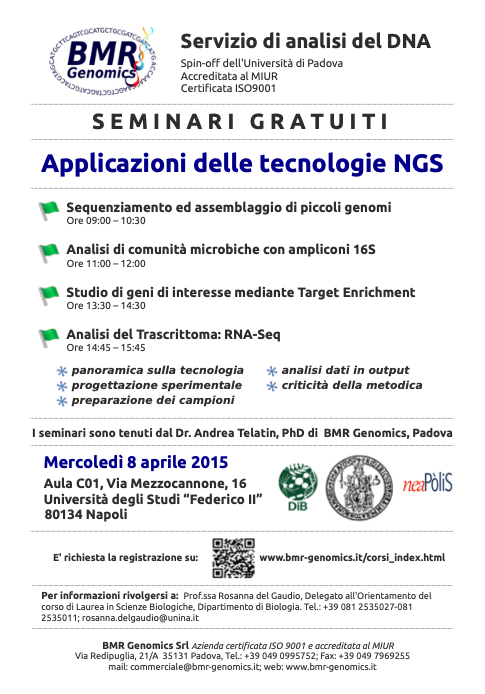 BMR
Genomics
Servizio di analisi del DNA
Spin-off dell'Università di Padova
Accreditata al MIUR
Certificata ISO9001
SEMINARI GRATUITI
Applicazioni delle tecnologie NGS
Sequenziamento ed assemblaggio di piccoli genomi
Ore 09:00 – 10:30
Analisi di comunità microbiche con ampliconi 16S
Ore 11:00 – 12:00
Studio di geni di interesse mediante Target Enrichment
Ore 13:30 – 14:30
Analisi del Trascrittoma: RNA-Seq
Ore 14:45 – 15:45
panoramica sulla tecnologia
progettazione sperimentale
preparazione dei campioni
analisi dati in output
criticità della metodica
I seminari sono tenuti dal Dr. Andrea Telatin, PhD di BMR Genomics, Padova
Mercoledì 8 aprile 2015
Aula C01, Via Mezzocannone, 16
Università degli Studi “Federico II”
80134 Napoli
DiB
neaPòliS
E' richiesta la registrazione su:
www.bmr-genomics.it/corsi_index.html
Per informazioni rivolgersi a: Prof.ssa Rosanna del Gaudio, Delegato all'Orientamento del
corso di Laurea in Scienze Biologiche, Dipartimento di Biologia. Tel.: +39 081 2535027-081
2535011; rosanna.delgaudio@unina.it
BMR Genomics Srl Azienda certificata ISO 9001 e accreditata al MIUR
Via Redipuglia, 21/A 35131 Padova, Tel.: +39 049 0995752; Fax: +39 049 7969255
mail: commerciale@bmr-genomics.it; web: www.bmr-genomics.it